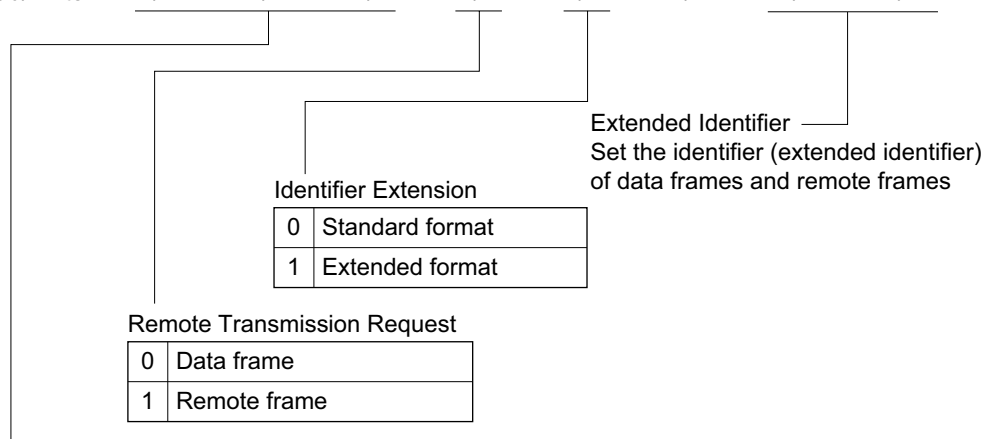 Extended Identifier
Set the identifier (extended identifier)
of data frames and remote frames
Identifier Extension
0 Standard format
1 Extended format
Remote Transmission Request
0 Data frame
1 Remote frame